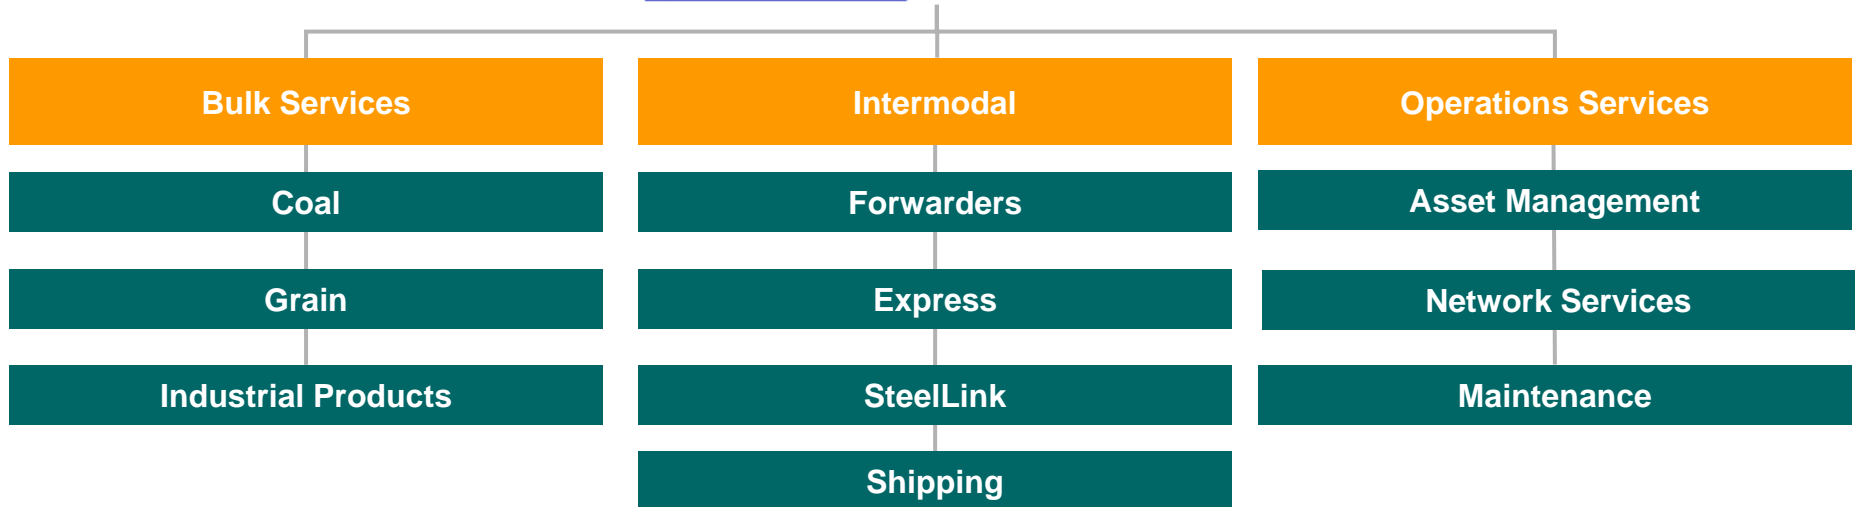 Bulk Services
Intermodal
Operations Services
Coal
Forwarders
Asset Management
Grain
Express
Network Services
Industrial Products
SteelLink
Maintenance
Shipping